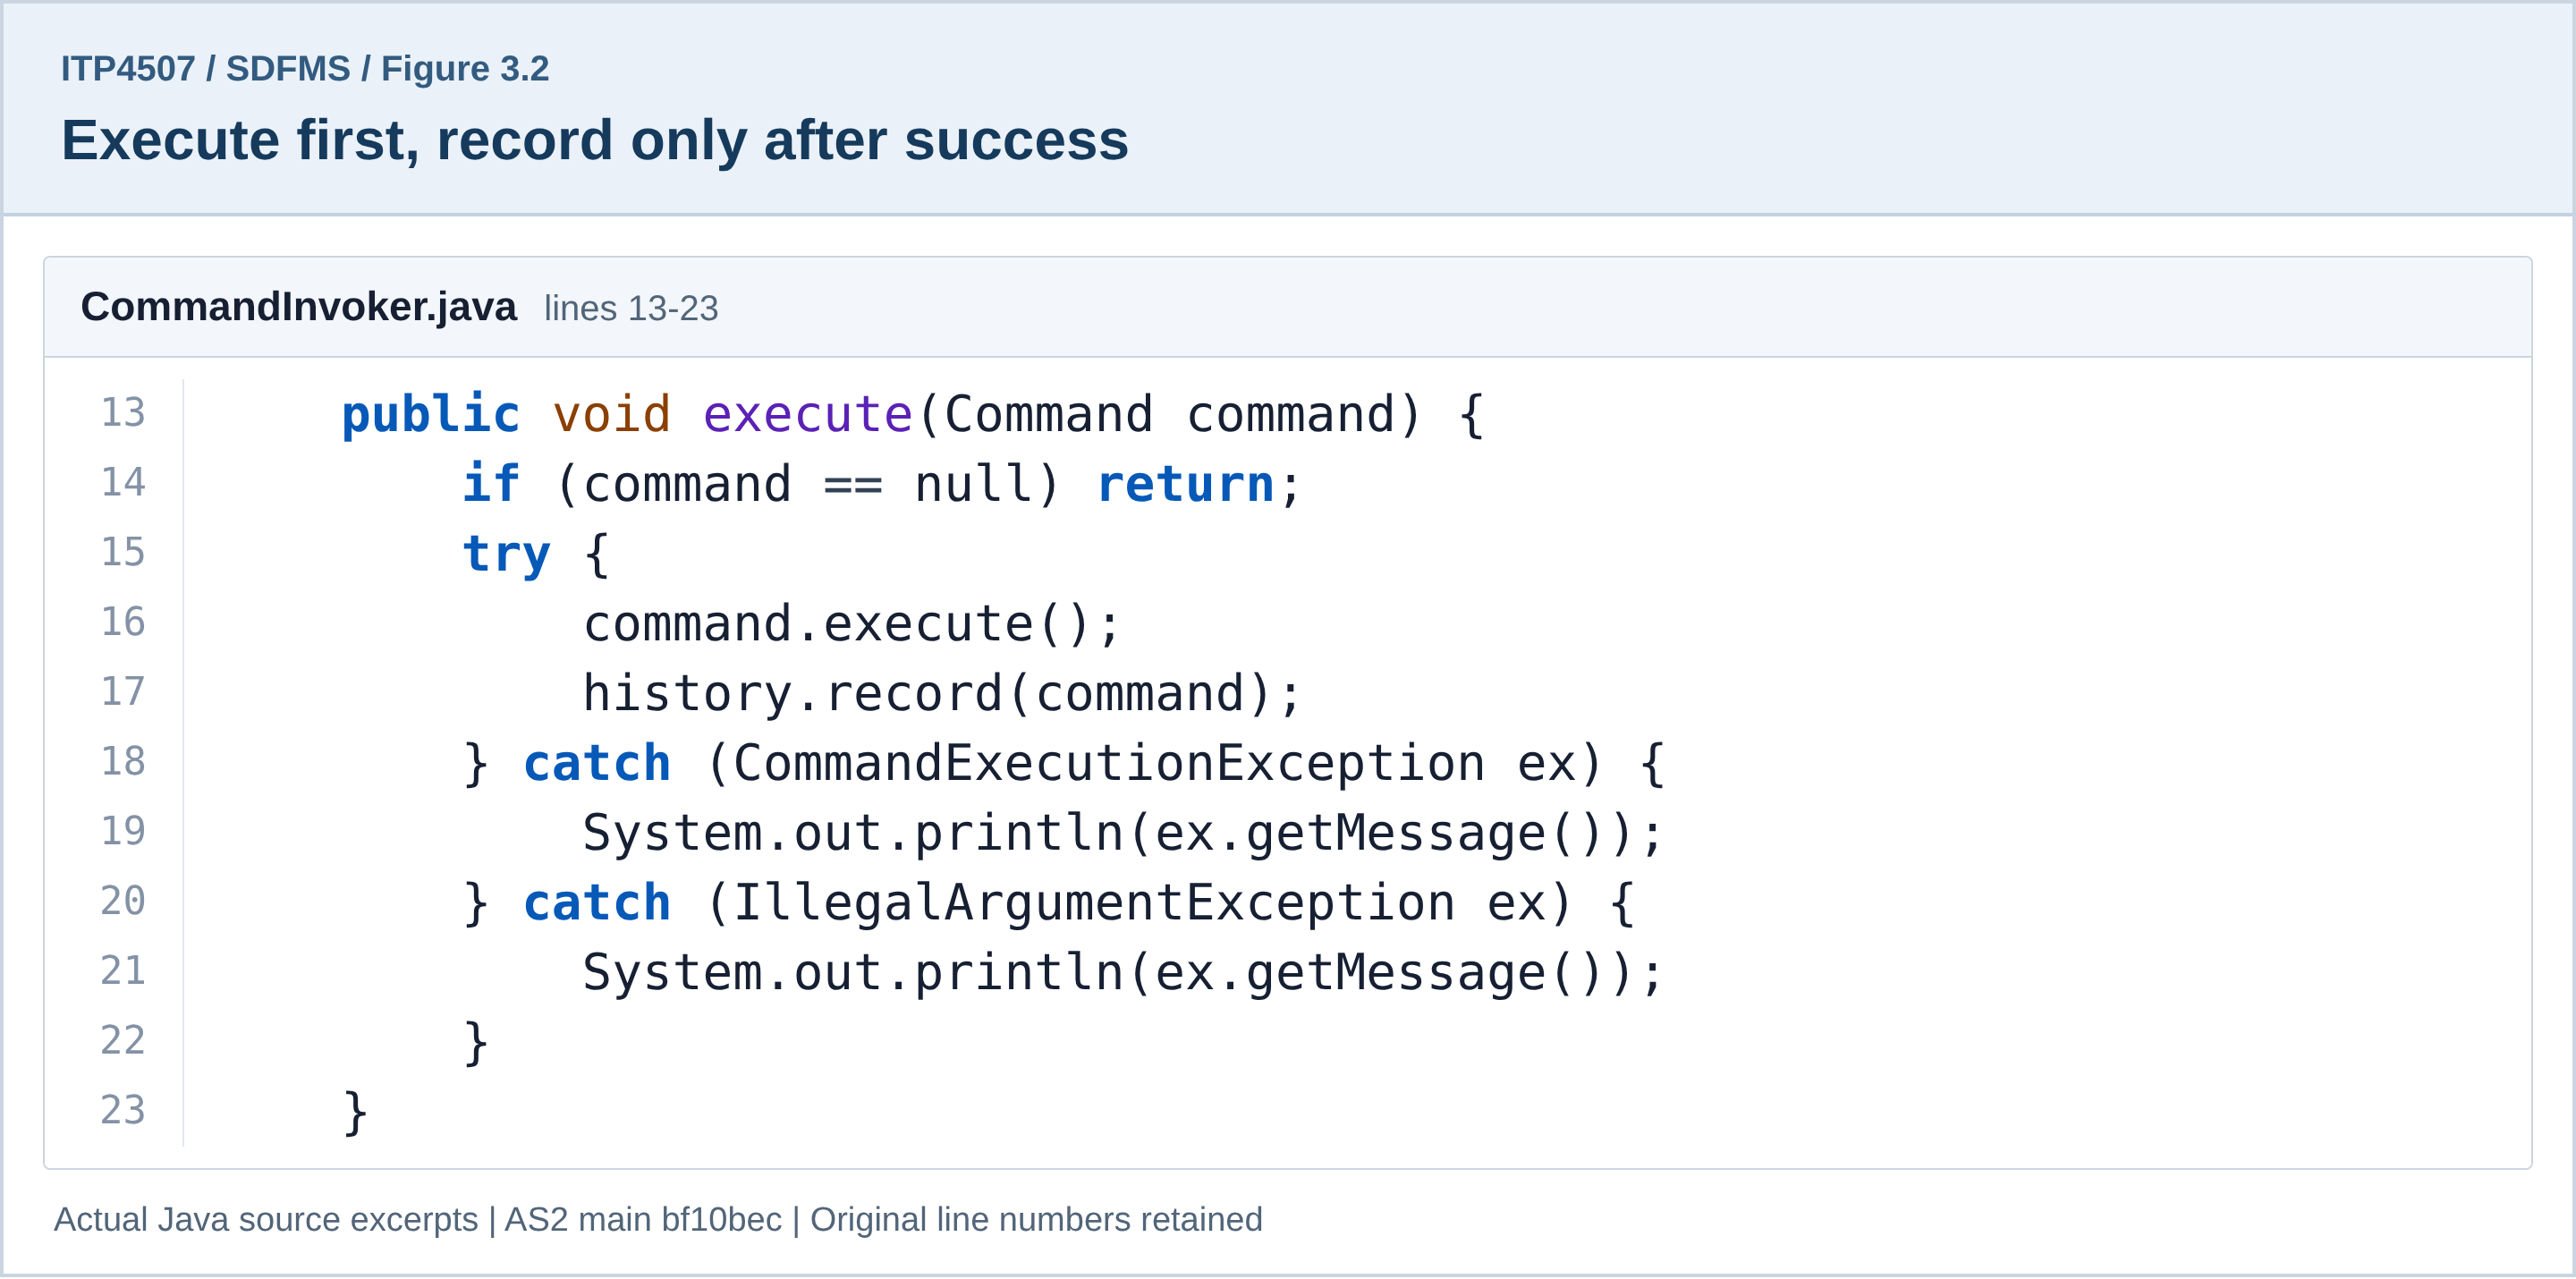 ITP4507 / SDFMS / Figure 3.2
Execute first, record only after success
CommandInvoker.java lines 13-23
13 public void execute(Command command) {
14 if (command == null) return;
15 try {
16 command.execute();
17 history.record(command);
18 } catch (CommandExecutionException ex) {
19 System.out.println(ex.getMessage());
20 } catch (IllegalArgumentException ex) {
21 System.out.println(ex.getMessage());
22 }
23 }
Actual Java source excerpts | AS2 main bf10bec | Original line numbers retained